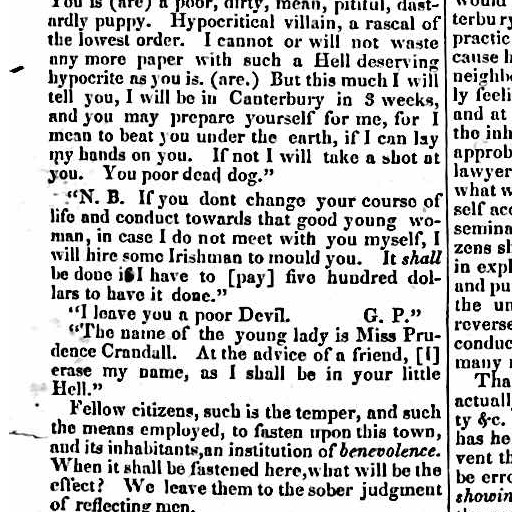 You is (are) a poor, dirty, mean, pitiful, dast-
ardly puppy. Hypocritical villain, a rascal of
the lowest order. I cannot or will not waste
any more paper with such a Hell deserving
hypocrite as you is. (are.) But this much I will
tell you, I will be in Canterbury in 3 weeks,
and you may prepare yourself for me, for I
mean to beat you under the earth, if I can lay
my hands on you. If not I will take a shot at
you. You poor dead dog."
"N. B. If you dont change your course of
life and conduct towards that good young wo-
man, in case I do not meet with you myself, I
will hire some Irishman to mould you. It shall
be done if I have to [pay] five hundred dol-
lars to have it done."
"I leave you a poor Devil. G. P."
"The name of the young lady is Miss Pru-
dence Crandall. At the advice of a friend, [I]
erase my name, as I shall be in your little
Hell."
Fellow citizens, such is the temper, and such
the means employed, to fasten upon this town,
and its inhabitants, an institution of benevolence.
When it shall be fastened here, what will be the
effect? We leave them to the sober judgment
of reflecting men.
would
terbury
practic
cause h
neighb
ly feeli
and at
the inh
approb
lawyer
what w
self acc
semina
zens sh
in expl
and pu
the un
reverse
conduc
many
Tha
actuall
ty &c.
has he
vent th
be erro
showin